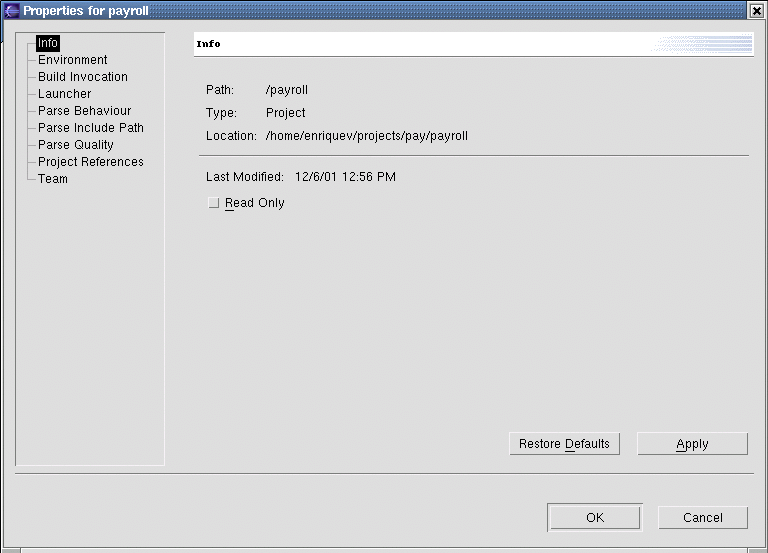 Properties for payroll
Info
Environment
Build Invocation
Launcher
Parse Behaviour
Parse Include Path
Parse Quality
Project References
Team
Info
Path: /payroll
Type: Project
Location: /home/enriquev/projects/pay/payroll
Last Modified: 12/6/01 12:56 PM
Read Only
Restore Defaults Apply
OK Cancel